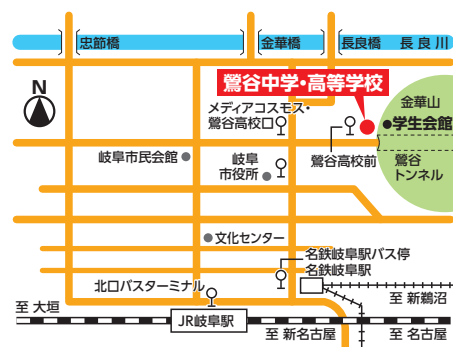 忠節橋
金華橋
長良橋
長良川
鶯谷中学・高等学校
N
メディアコスモス・
鶯谷高校口
金華山
学生会館
岐阜市民会館
岐阜
市役所
鶯谷高校前
鶯谷
トンネル
文化センター
名鉄岐阜駅バス停
名鉄岐阜駅
北口バスターミナル
至 大垣
JR岐阜駅
至 新名古屋
至 新鵜沼
至 名古屋